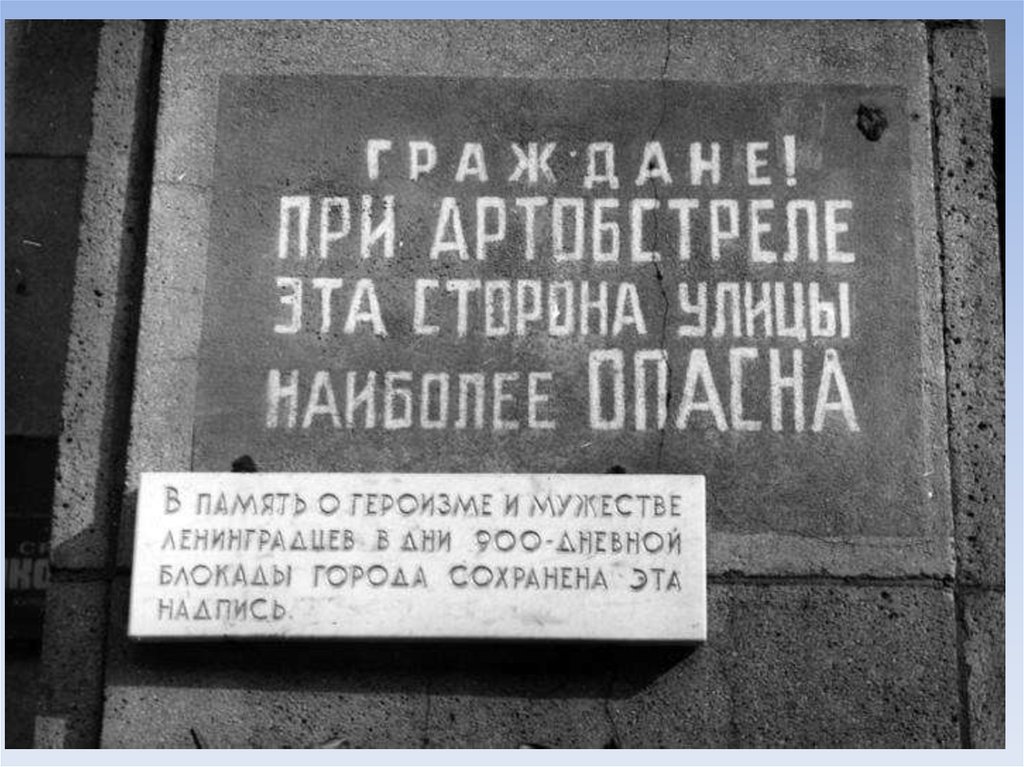 ГРАЖДАНЕ!
ПРИ АРТОБСТРЕЛЕ
ЭТА СТОРОНА УЛИЦЫ
НАИБОЛЕЕ ОПАСНА
В ПАМЯТЬ О ГЕРОИЗМЕ И МУЖЕСТВЕ
ЛЕНИНГРАДЦЕВ В ДНИ 900-ДНЕВНОЙ
БЛОКАДЫ ГОРОДА СОХРАНЕНА ЭТА
НАДПИСЬ.